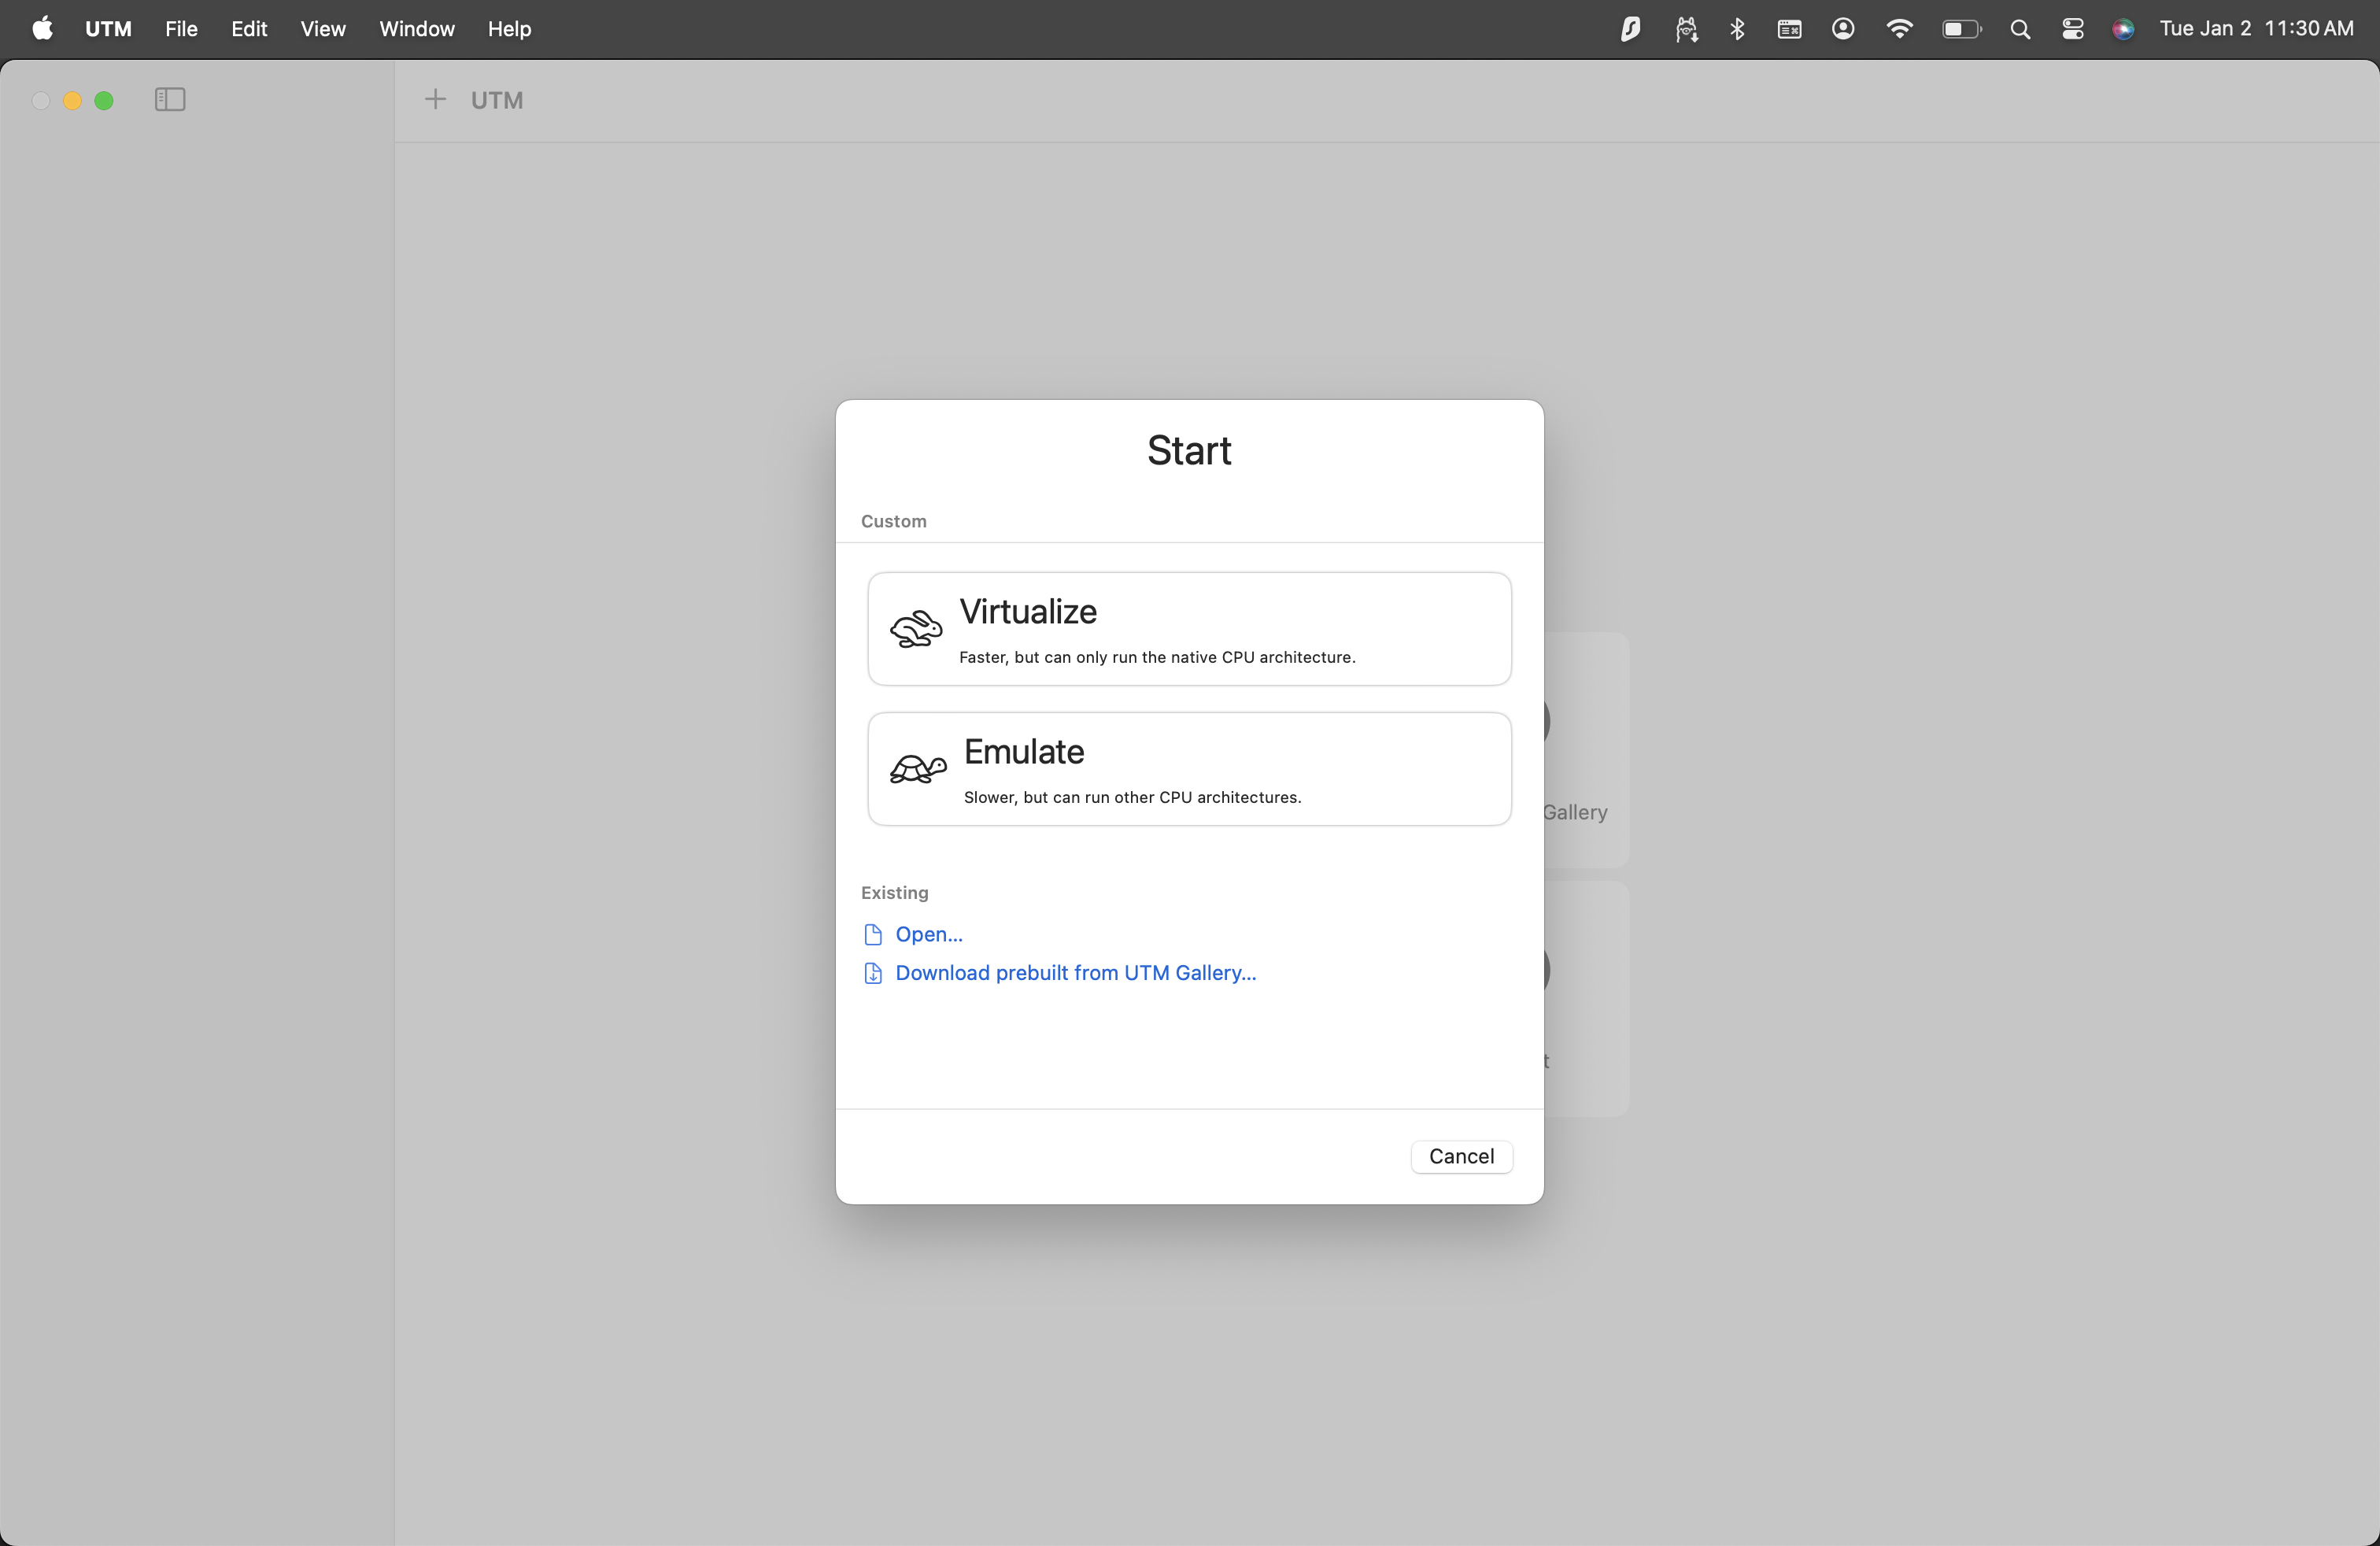 UTM File Edit View Window Help Tue Jan 2 11:30 AM
UTM
Start
Custom
Virtualize
Faster, but can only run the native CPU architecture.
Emulate
Slower, but can run other CPU architectures.
Gallery
Existing
Open...
Download prebuilt from UTM Gallery...
t
Cancel